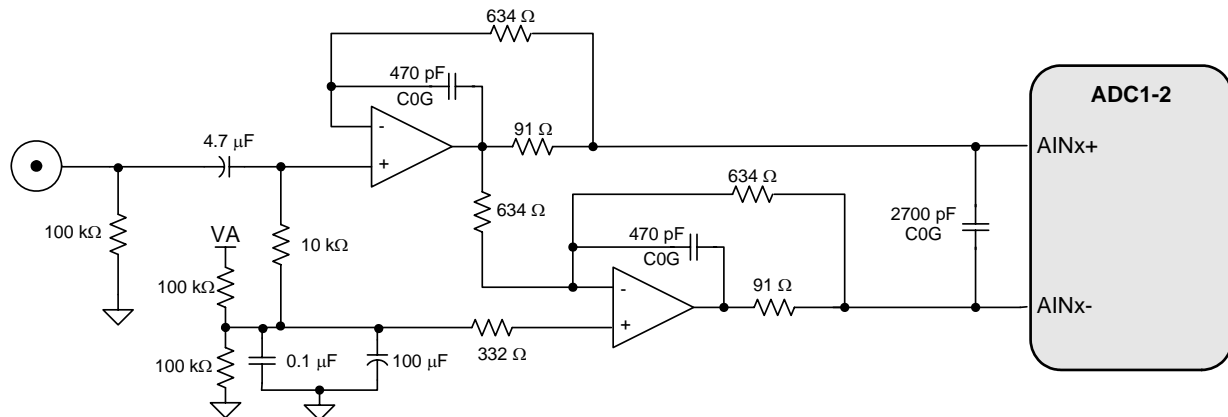 634 Ω
470 pF
C0G
ADC1-2
-
+
91 Ω
4.7 µF
AINx+
634 Ω
634 Ω
2700 pF
C0G
100 kΩ
VA
10 kΩ
470 pF
C0G
100 kΩ
-
+
91 Ω
AINx-
332 Ω
100 kΩ
0.1 µF
100 µF